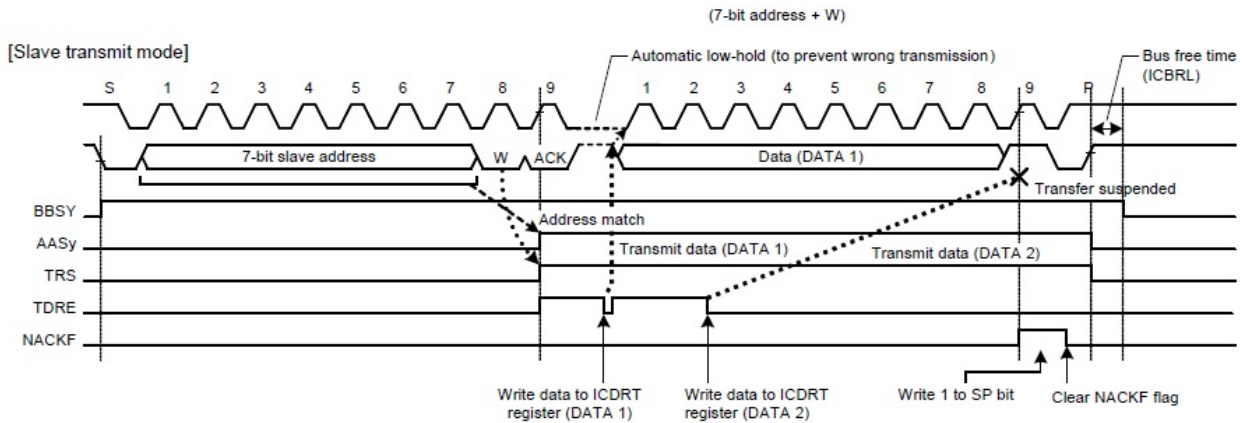 (7-bit address + W)
[Slave transmit mode]
Automatic low-hold (to prevent wrong transmission)
Bus free time
(ICBRL)
S 1 2 3 4 5 6 7 8 9 1 2 3 4 5 6 7 8 9 P
7-bit slave address W ACK Data (DATA 1)
Transfer suspended
BBSY
Address match
AASy
Transmit data (DATA 1) Transmit data (DATA 2)
TRS
TDRE
NACKF
Write data to ICDRT
register (DATA 1)
Write data to ICDRT
register (DATA 2)
Write 1 to SP bit
Clear NACKF flag